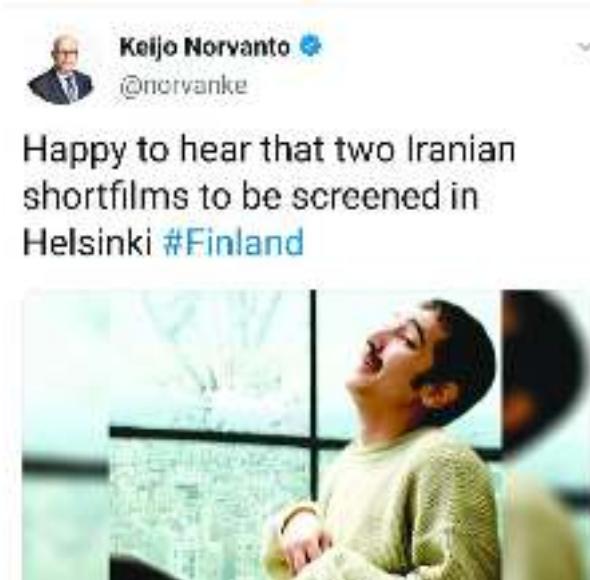 Keijo Norvanto
@norvanke
Happy to hear that two Iranian
shortfilms to be screened in
Helsinki #Finland